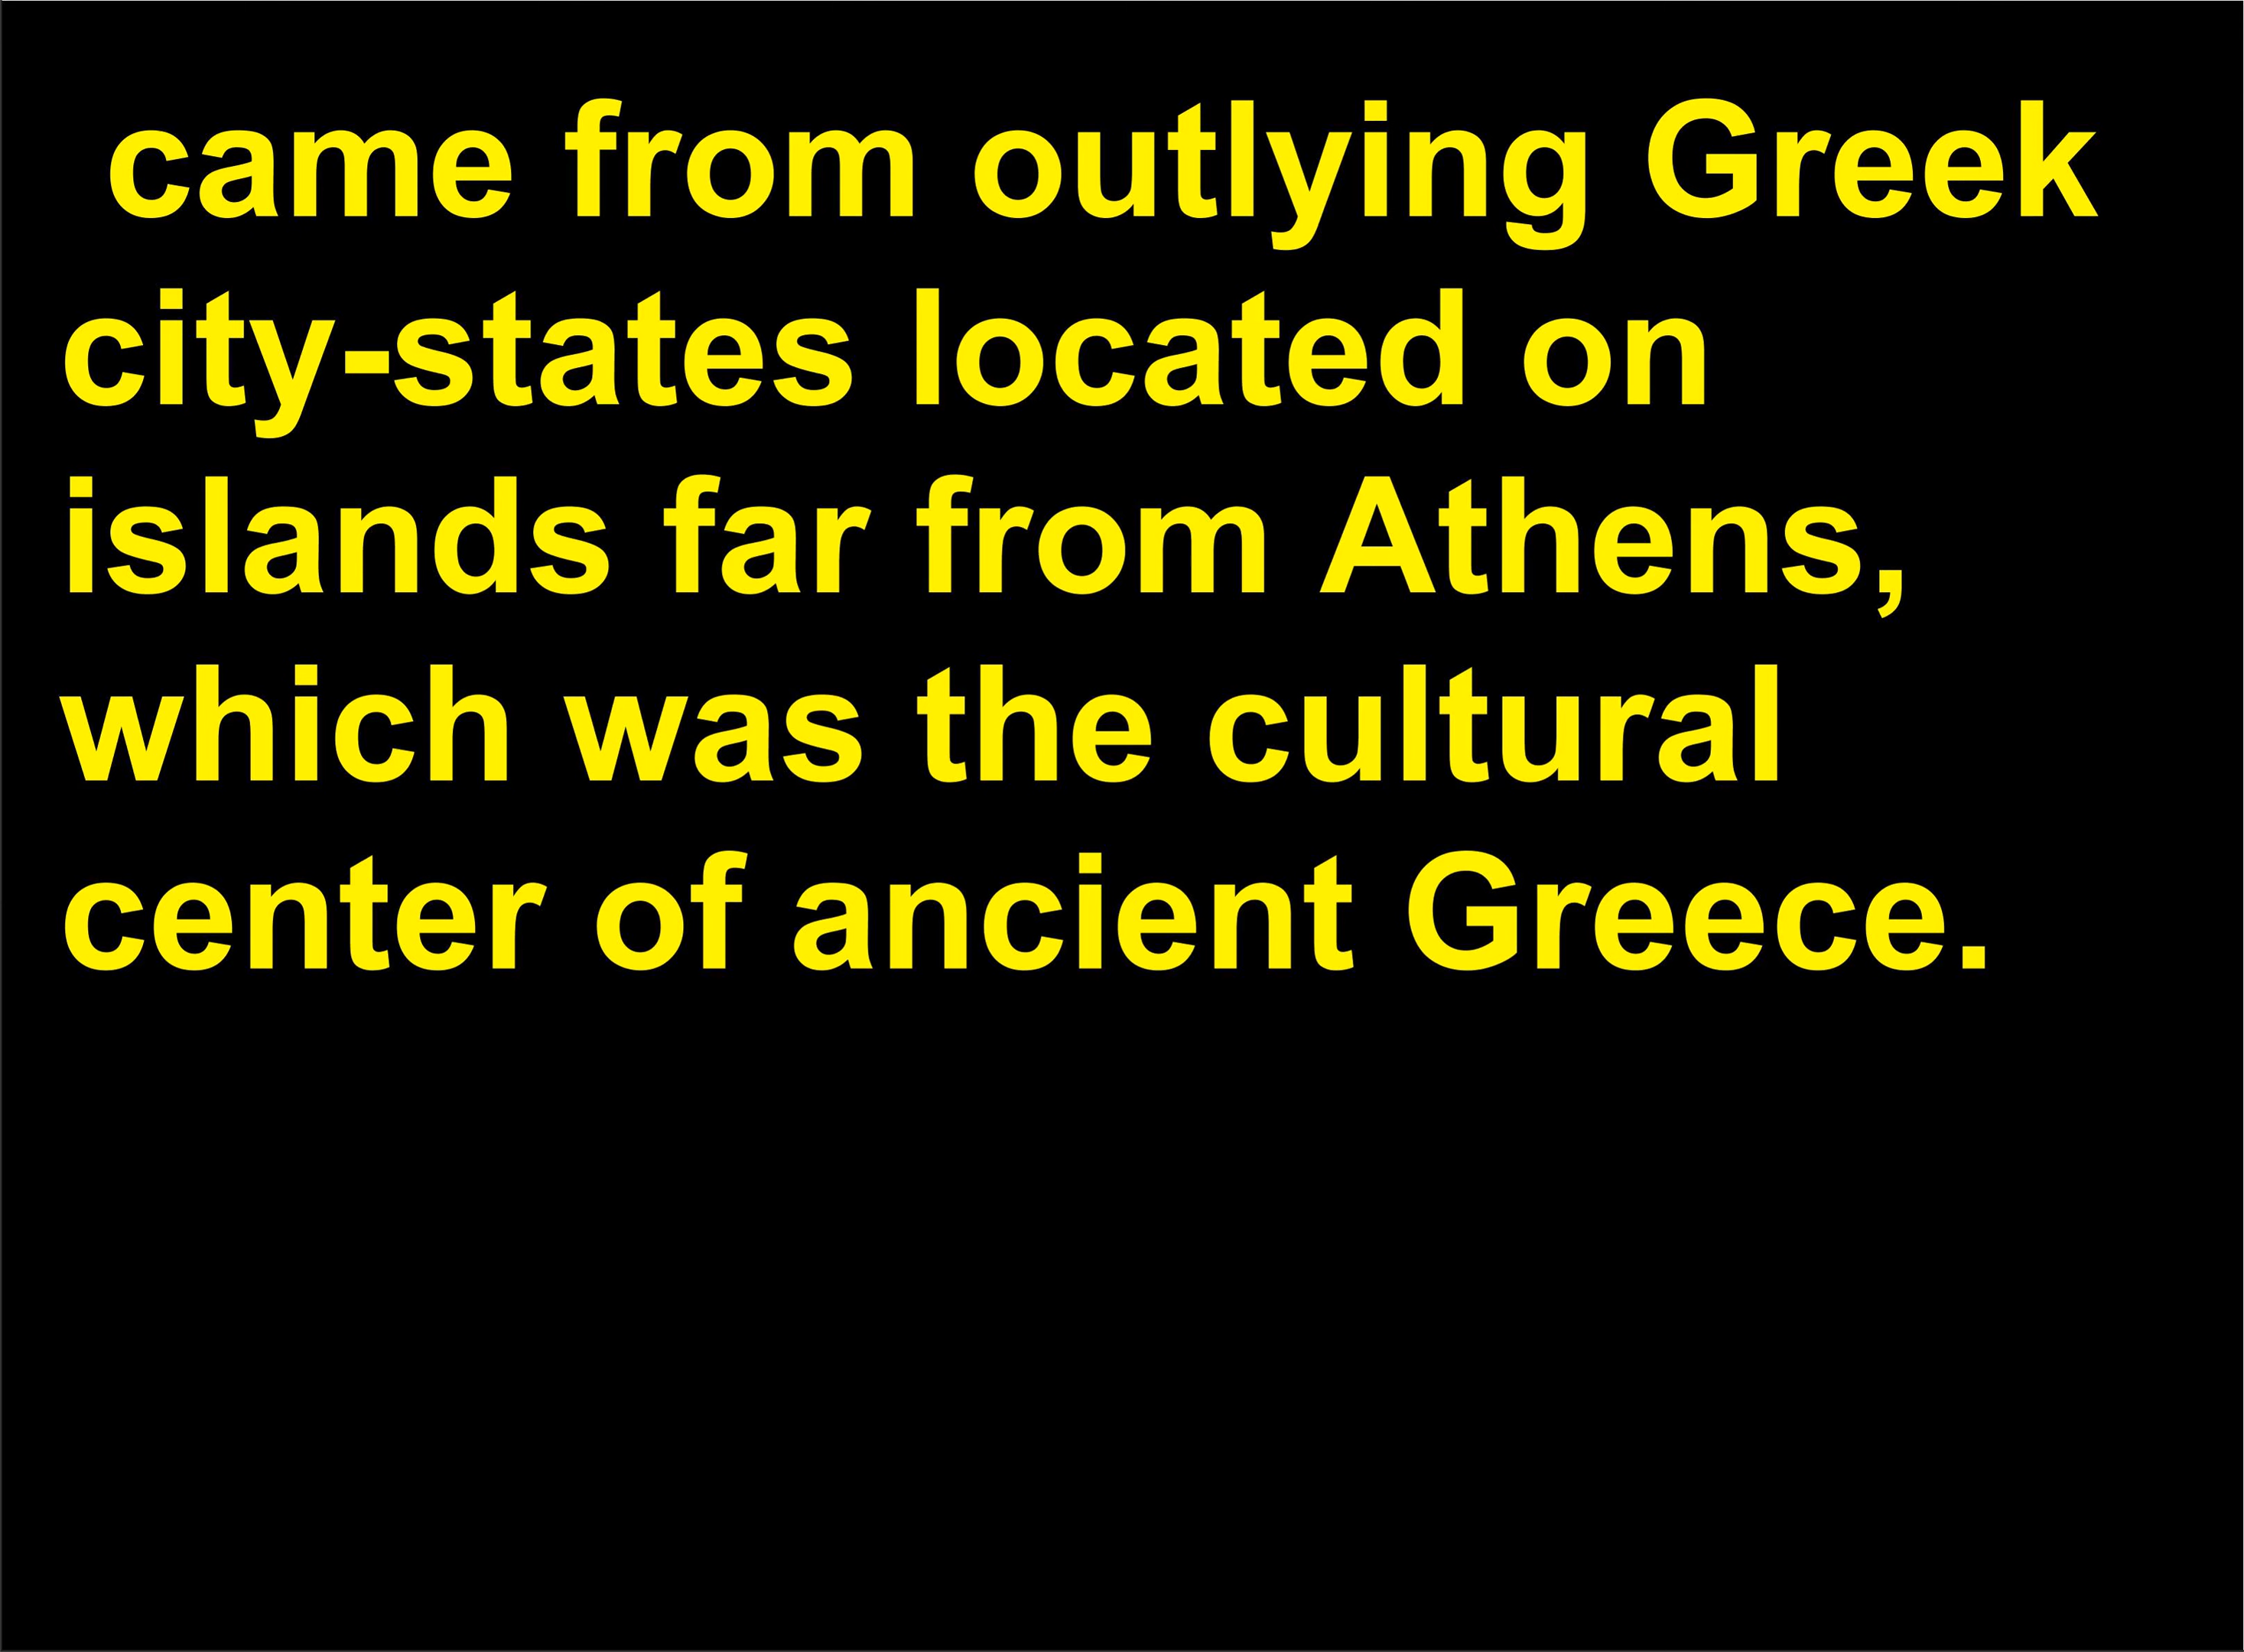 came from outlying Greek
city-states located on
islands far from Athens,
which was the cultural
center of ancient Greece.